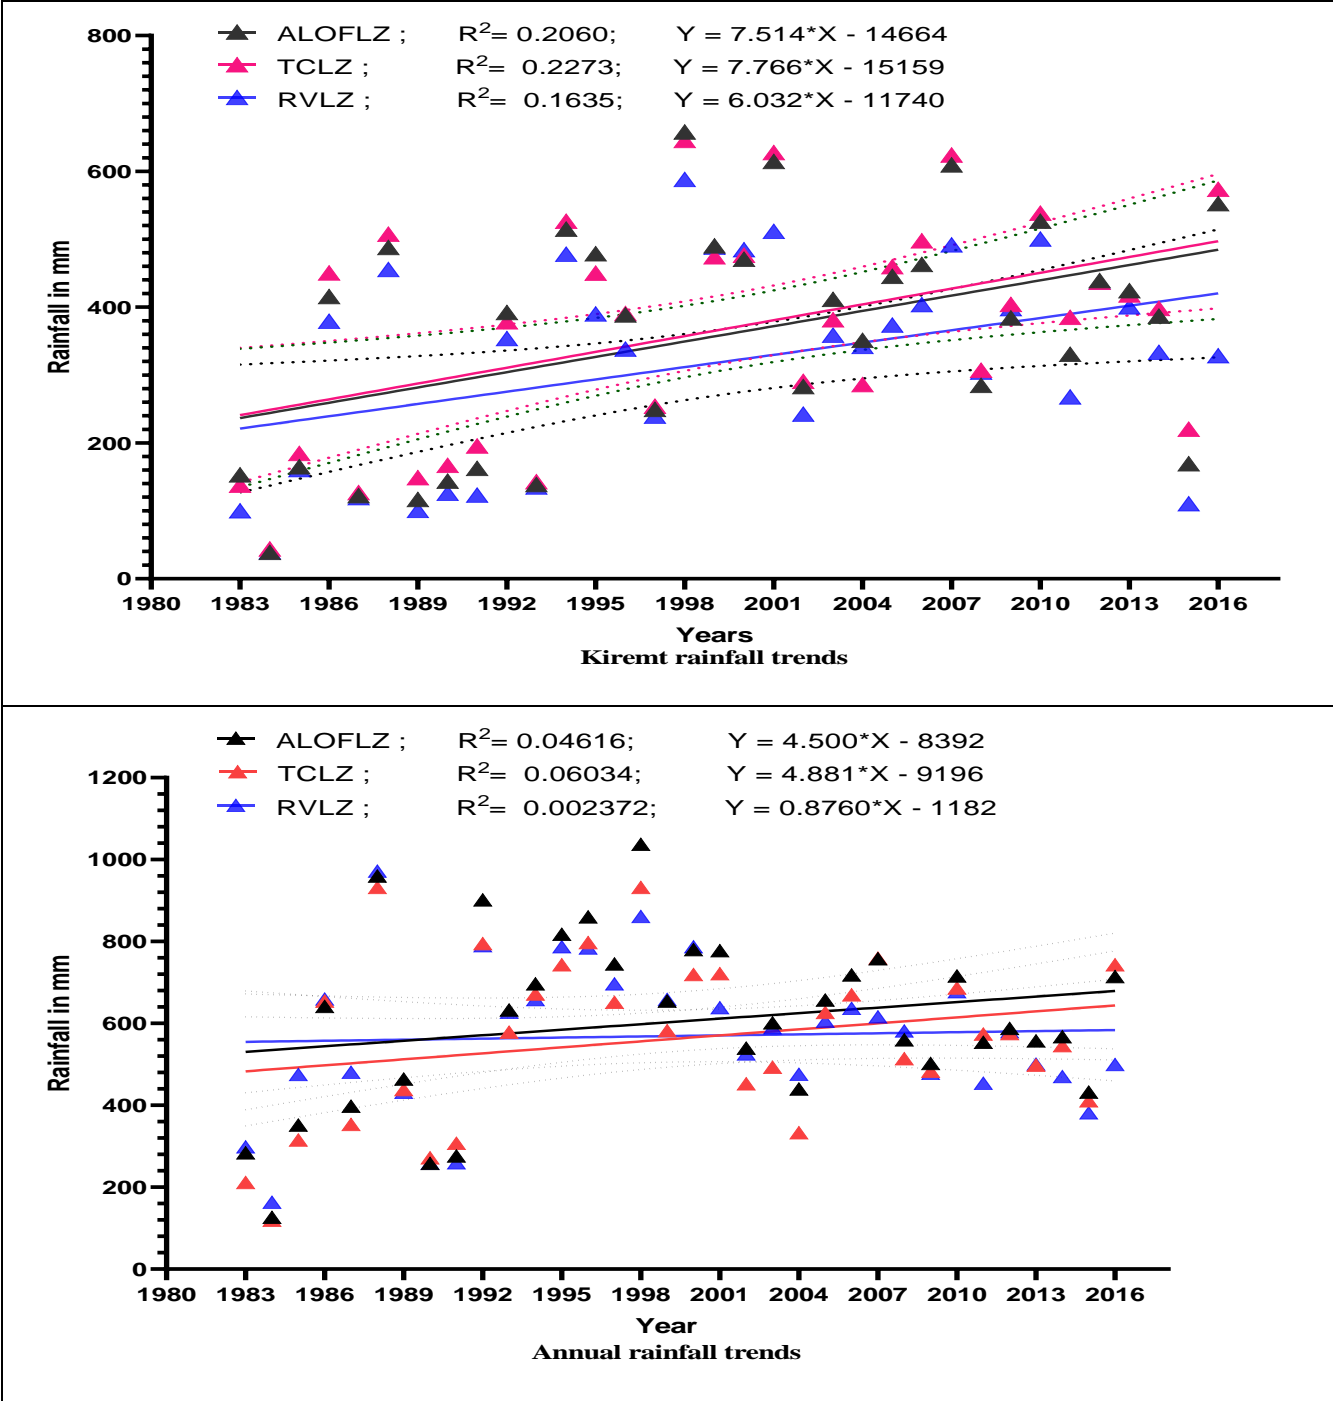 ALOFLZ ; R2= 0.2060; Y = 7.514*X - 14664
TCLZ ; R2= 0.2273; Y = 7.766*X - 15159
RVLZ ; R2= 0.1635; Y = 6.032*X - 11740
800
600
400
200
0
Rainfall in mm
1980 1983 1986 1989 1992 1995 1998 2001 2004 2007 2010 2013 2016
Years
Kiremt rainfall trends
ALOFLZ ; R2= 0.04616; Y = 4.500*X - 8392
TCLZ ; R2= 0.06034; Y = 4.881*X - 9196
RVLZ ; R2= 0.002372; Y = 0.8760*X - 1182
1200
1000
800
600
400
200
0
Rainfall in mm
1980 1983 1986 1989 1992 1995 1998 2001 2004 2007 2010 2013 2016
Year
Annual rainfall trends